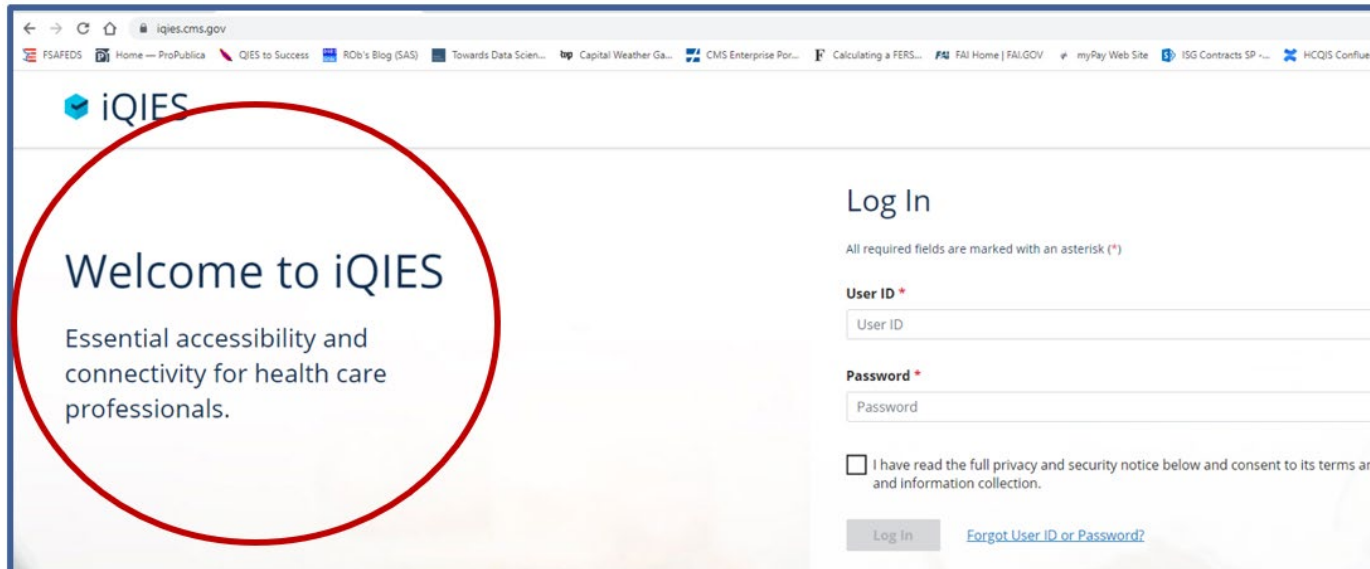 iqies.cms.gov
FSAFEDS Home — ProPublica QIES to Success ROb's Blog (SAS) Towards Data Scien... Capital Weather Ga... CMS Enterprise Por... Calculating a FERS... FAI Home | FAI.GOV myPay Web Site ISG Contracts SP -... HCQIS Conflue
iQIES
Welcome to iQIES
Essential accessibility and
connectivity for health care
professionals.
Log In
All required fields are marked with an asterisk (*)
User ID *
User ID
Password *
Password
I have read the full privacy and security notice below and consent to its terms
and information collection.
Log In Forgot User ID or Password?